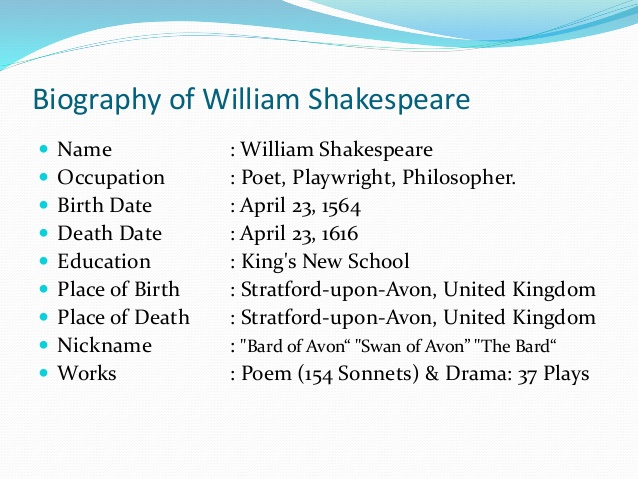 Biography of William Shakespeare
• Name : William Shakespeare
• Occupation : Poet, Playwright, Philosopher.
• Birth Date : April 23, 1564
• Death Date : April 23, 1616
• Education : King's New School
• Place of Birth : Stratford-upon-Avon, United Kingdom
• Place of Death : Stratford-upon-Avon, United Kingdom
• Nickname : "Bard of Avon“ "Swan of Avon” "The Bard“
• Works : Poem (154 Sonnets) & Drama: 37 Plays